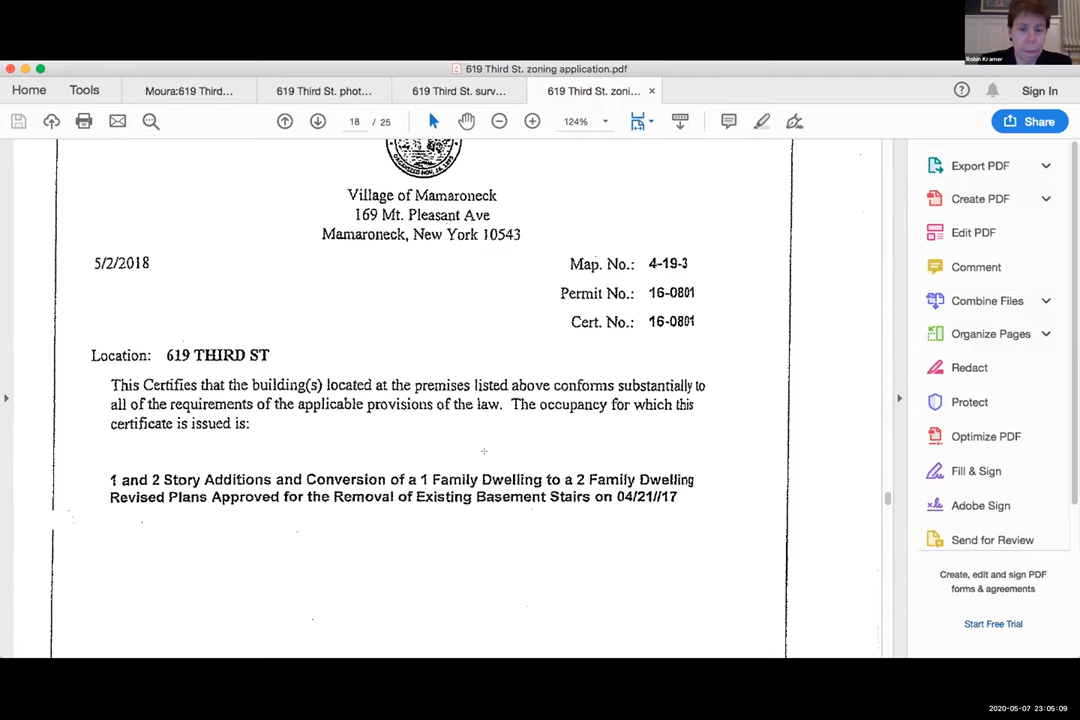 Robin Kramer
619 Third St. zoning application.pdf
Home
Tools
Moura:619 Third...
619 Third St. phot...
619 Third St. surv...
619 Third St. zoni...
Sign In
18 / 25
124%
Share
Village of Mamaroneck
169 Mt. Pleasant Ave
Mamaroneck, New York 10543
5/2/2018
Map. No.: 4-19-3
Permit No.: 16-0801
Cert. No.: 16-0801
Location: 619 THIRD ST
This Certifies that the building(s) located at the premises listed above conforms substantially to
all of the requirements of the applicable provisions of the law. The occupancy for which this
certificate is issued is:
1 and 2 Story Additions and Conversion of a 1 Family Dwelling to a 2 Family Dwelling
Revised Plans Approved for the Removal of Existing Basement Stairs on 04/21//17
Export PDF
Create PDF
Edit PDF
Comment
Combine Files
Organize Pages
Redact
Protect
Optimize PDF
Fill & Sign
Adobe Sign
Send for Review
Create, edit and sign PDF
forms & agreements
Start Free Trial
2020-05-07 23:05:09